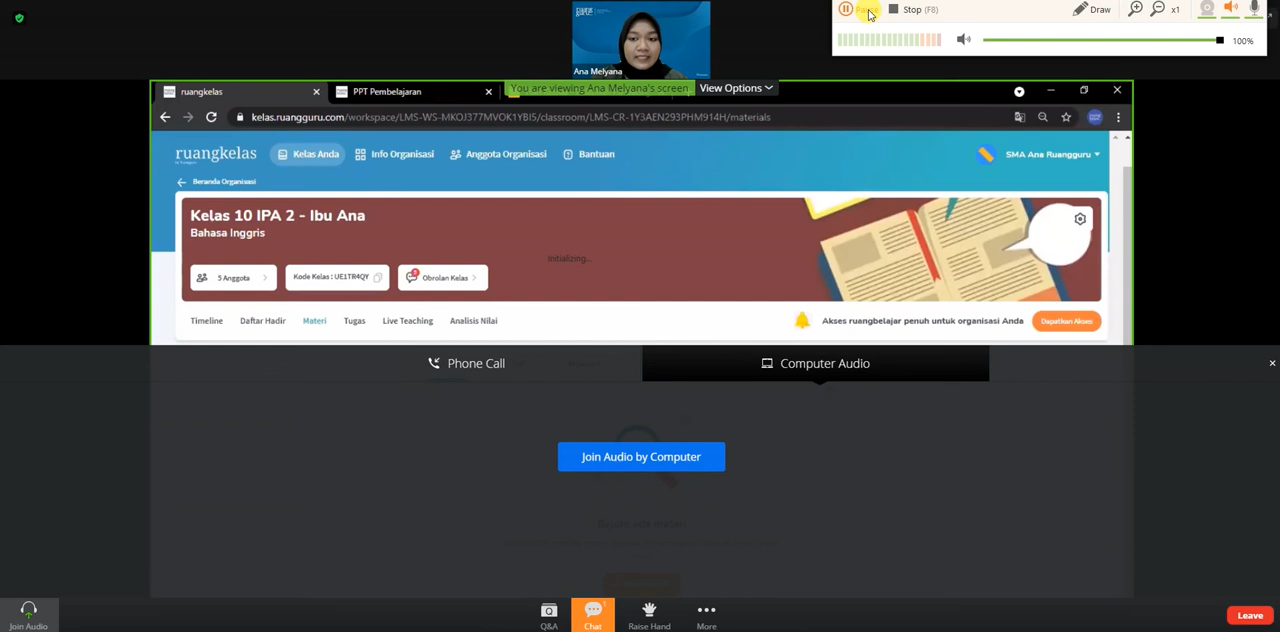 Pause
Stop (F8)
Draw
x1
100%
ruang
guru
Ana Melyana
You are viewing Ana Melyana's screen
View Options
ruangkelas
PPT Pembelajaran
kelas.ruangguru.com/workspace/LMS-WS-MKOJ377MVOK1YBI5/classroom/LMS-CR-1Y3AEN293PHM914H/materials
ruangkelas
Kelas Anda
Info Organisasi
Anggota Organisasi
Bantuan
SMA Ana Ruangguru
Beranda Organisasi
Kelas 10 IPA 2 - Ibu Ana
Bahasa Inggris
Initializing...
5 Anggota
Kode Kelas : UE1TR4QY
Obrolan Kelas
Timeline
Daftar Hadir
Materi
Tugas
Live Teaching
Analisis Nilai
Akses ruangbelajar penuh untuk organisasi Anda
Dapatkan Akses
Phone Call
Computer Audio
Join Audio by Computer
Join Audio
Q&A
Chat
Raise Hand
More
Leave